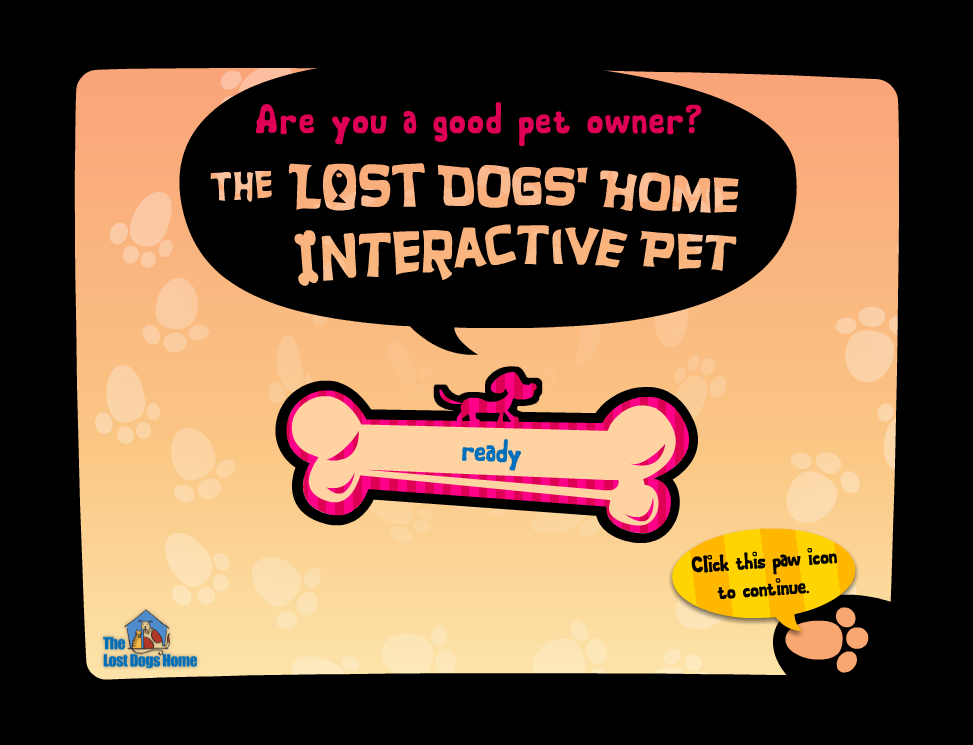 Are you a good pet owner?
THE LOST DOGS' HOME
INTERACTIVE PET
ready
Click this paw icon
to continue.
The
Lost Dogs' Home